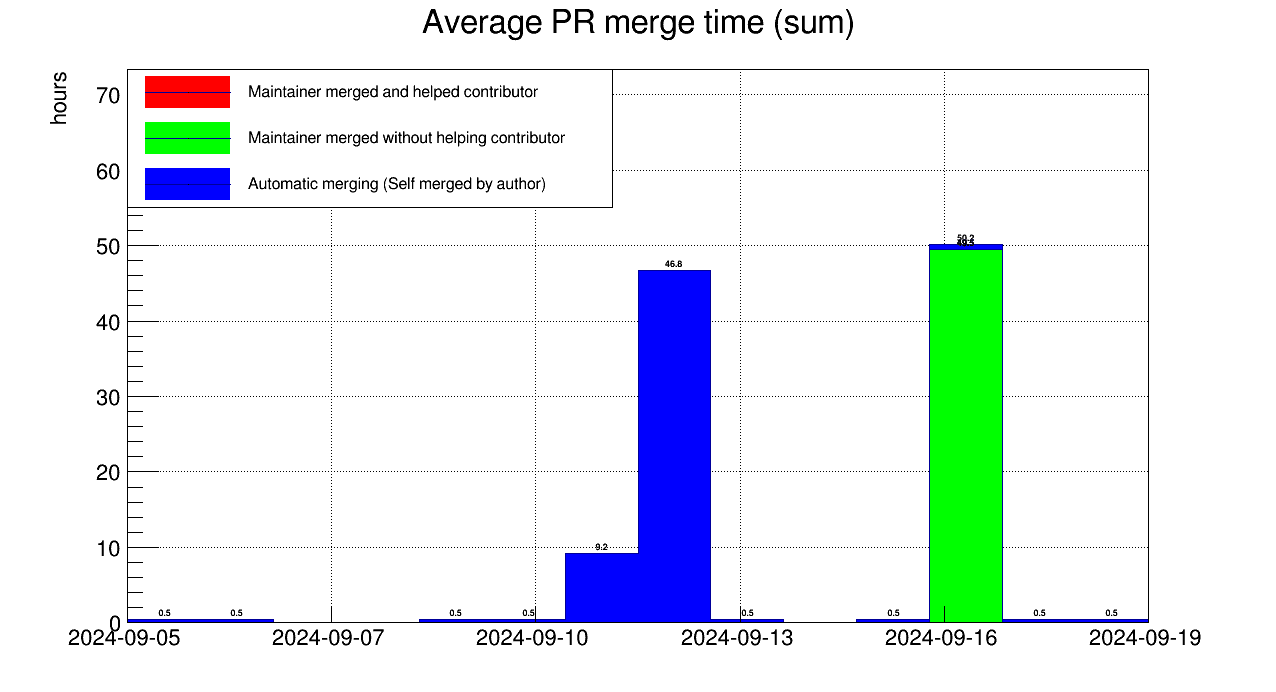 Average PR merge time (sum)
hours
Maintainer merged and helped contributor
Maintainer merged without helping contributor
Automatic merging (Self merged by author)
70
60
50
40
30
20
10
0
50.2
46.8
9.2
0.5 0.5 0.5 0.5 0.5 0.5 0.5 0.5
2024-09-05 2024-09-07 2024-09-10 2024-09-13 2024-09-16 2024-09-19